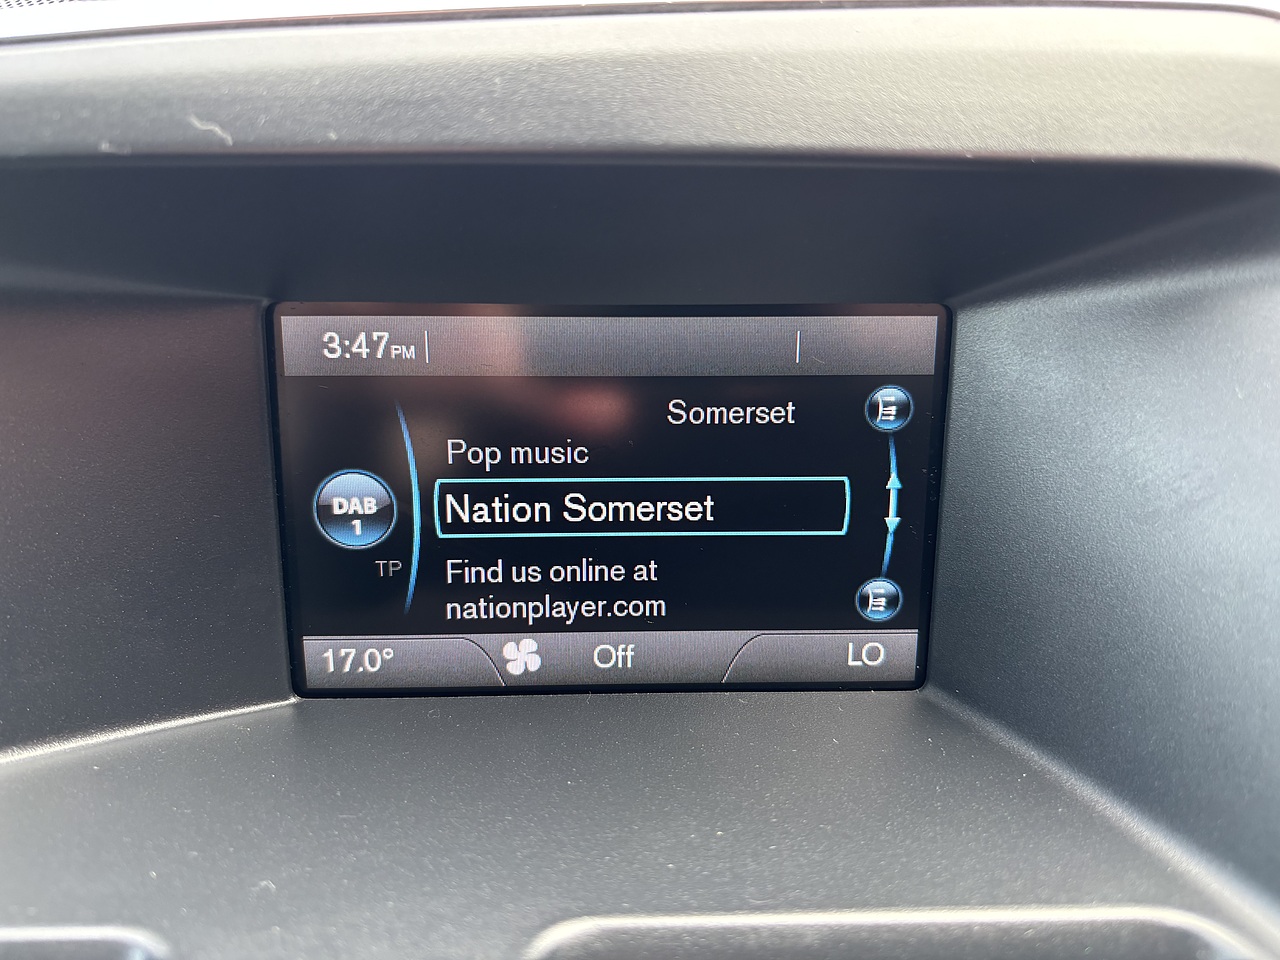 3:47PM
Somerset
Pop music
Nation Somerset
DAB
1
TP
Find us online at
nationplayer.com
17.0°
Off
LO